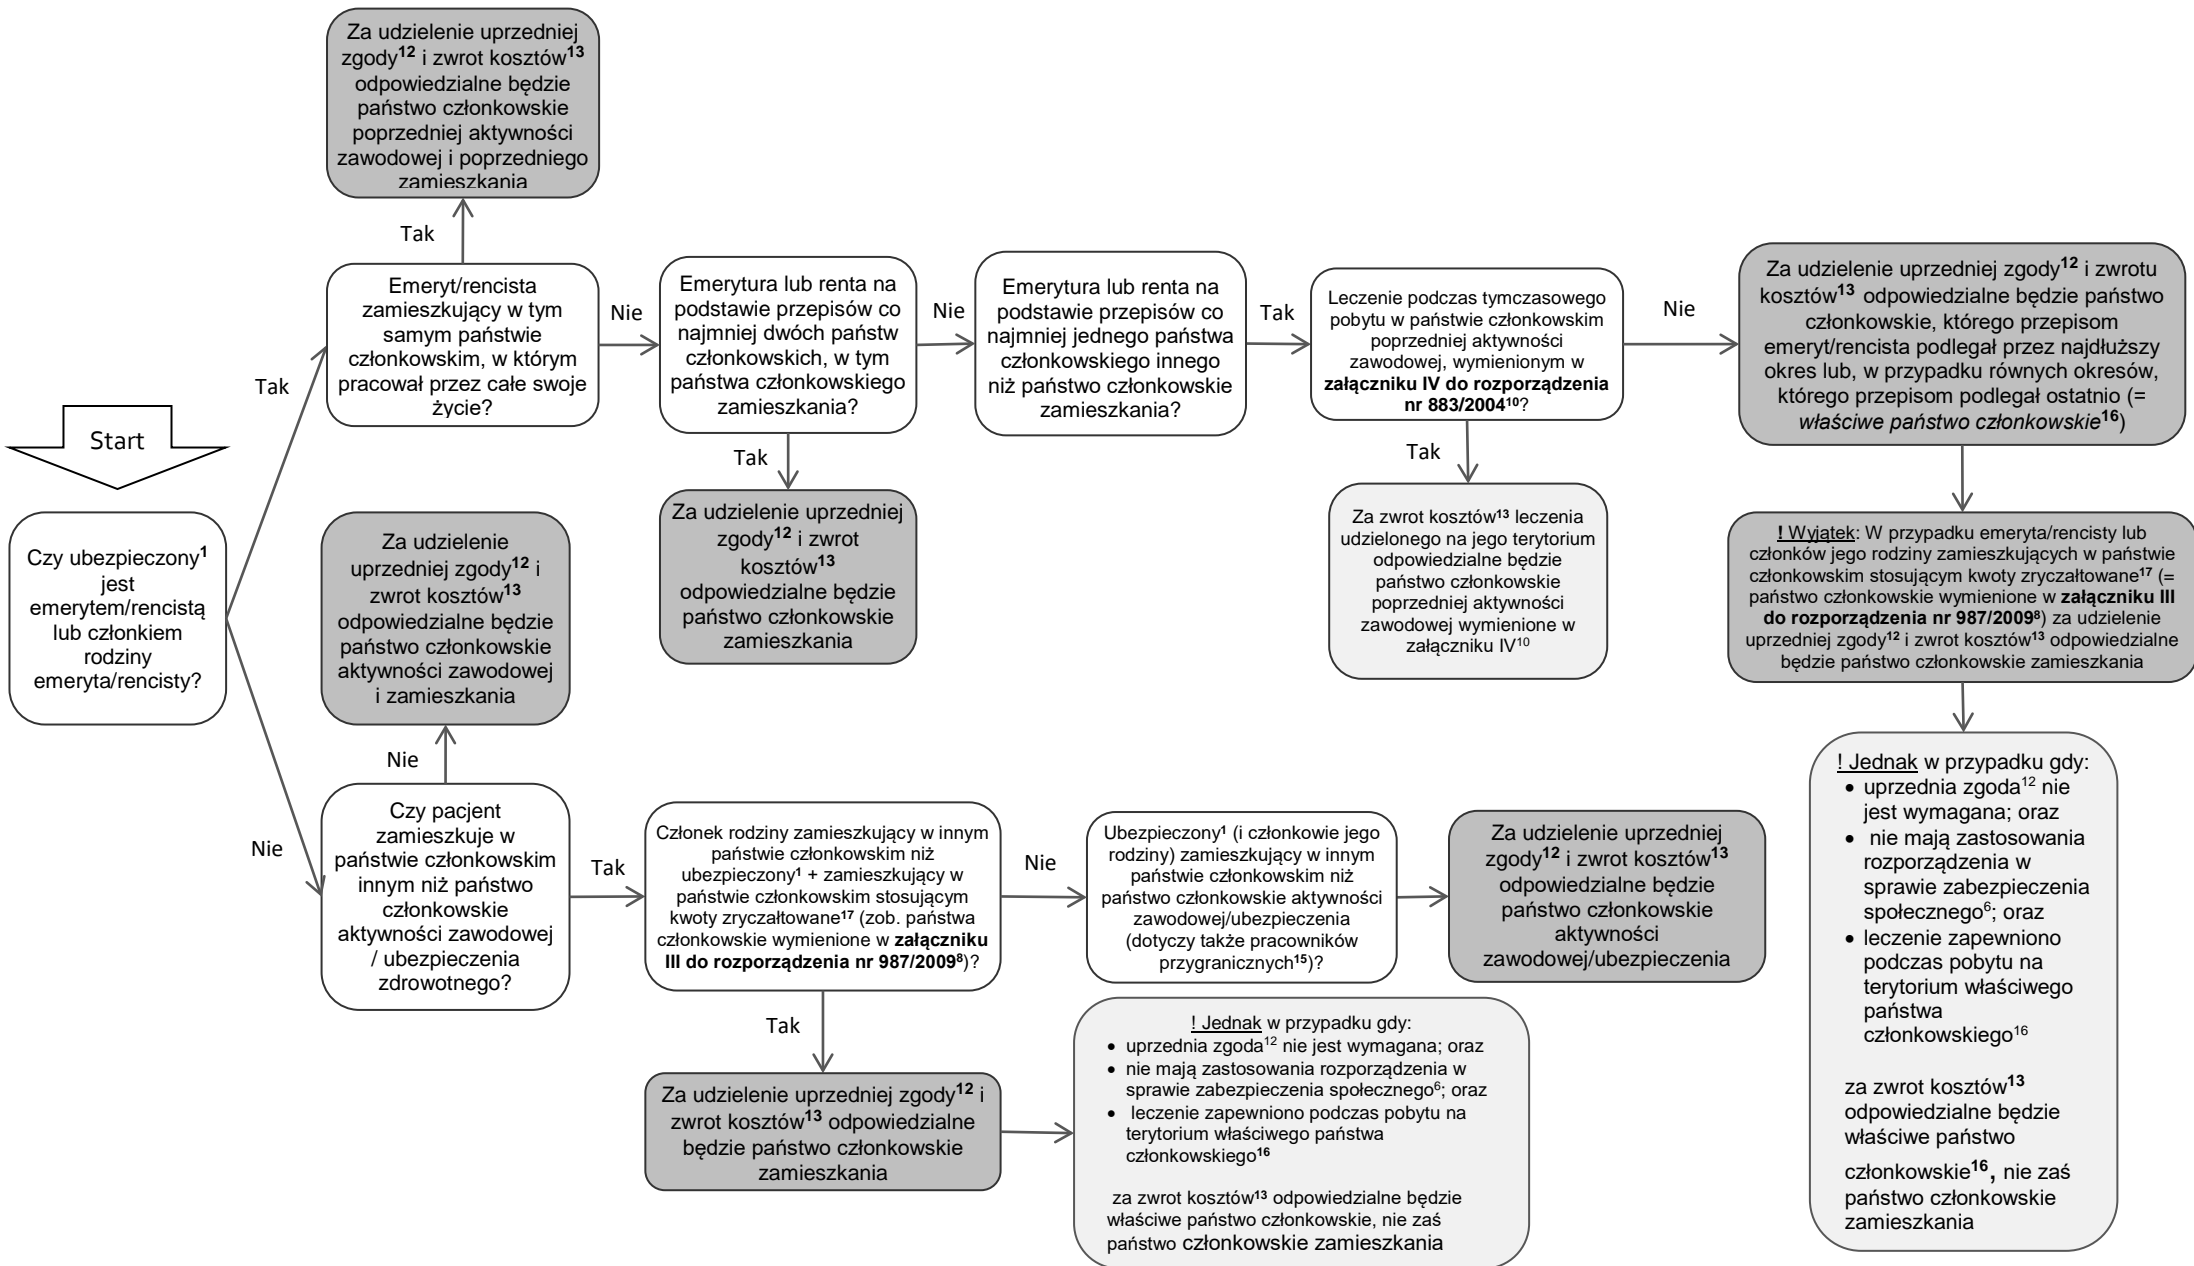 Za udzielenie uprzedniej
zgody12 i zwrot kosztów13
odpowiedzialne będzie
państwo członkowskie
poprzedniej aktywności
zawodowej i poprzedniego
zamieszkania
Tak
Emeryt/rencista
zamieszkujący w tym
samym państwie
członkowskim, w którym
pracował przez całe swoje
życie?
Nie
Emerytura lub renta na
podstawie przepisów co
najmniej dwóch państw
członkowskich, w tym
państwa członkowskiego
zamieszkania?
Nie
Emerytura lub renta na
podstawie przepisów co
najmniej jednego państwa
członkowskiego innego
niż państwo członkowskie
zamieszkania?
Tak
Leczenie podczas tymczasowego
pobytu w państwie członkowskim
poprzedniej aktywności
zawodowej, wymienionym w
załączniku IV do rozporządzenia
nr 883/200410?
Nie
Za udzielenie uprzedniej zgody12 i zwrotu
kosztów13 odpowiedzialne będzie państwo
członkowskie, którego przepisom
emeryt/rencista podlegał przez najdłuższy
okres lub, w przypadku równych okresów,
którego przepisom podlegał ostatnio (=
właściwe państwo członkowskie16)
Tak
Start
Tak
Za udzielenie uprzedniej
zgody12 i zwrot
kosztów13
odpowiedzialne będzie
państwo członkowskie
zamieszkania
Tak
Za zwrot kosztów13 leczenia
udzielonego na jego terytorium
odpowiedzialne będzie
państwo członkowskie
poprzedniej aktywności
zawodowej wymienione w
załączniku IV10
! Wyjątek: W przypadku emeryta/rencisty lub
członków jego rodziny zamieszkujących w państwie
członkowskim stosującym kwoty zryczałtowane17 (=
państwo członkowskie wymienione w załączniku III
do rozporządzenia nr 987/20098) za udzielenie
uprzedniej zgody12 i zwrot kosztów13 odpowiedzialne
będzie państwo członkowskie zamieszkania
Czy ubezpieczony1
jest
emerytem/rencistą
lub członkiem
rodziny
emeryta/rencisty?
Za udzielenie
uprzedniej zgody12 i
zwrot kosztów13
odpowiedzialne będzie
państwo członkowskie
aktywności zawodowej
i zamieszkania
Nie
Nie
Czy pacjent
zamieszkuje w
państwie członkowskim
innym niż państwo
członkowskie
aktywności zawodowej
/ ubezpieczenia
zdrowotnego?
Tak
Członek rodziny zamieszkujący w innym
państwie członkowskim niż
ubezpieczony1 + zamieszkujący w
państwie członkowskim stosującym
kwoty zryczałtowane17 (zob. państwa
członkowskie wymienione w załączniku
III do rozporządzenia nr 987/20098)?
Nie
Ubezpieczony1 (i członkowie jego
rodziny) zamieszkujący w innym
państwie członkowskim niż
państwo członkowskie aktywności
zawodowej/ubezpieczenia
(dotyczy także pracowników
przygranicznych15)?
Za udzielenie uprzedniej
zgody12 i zwrot kosztów13
odpowiedzialne będzie
państwo członkowskie
aktywności
zawodowej/ubezpieczenia
Tak
Za udzielenie uprzedniej zgody12 i
zwrot kosztów13 odpowiedzialne
będzie państwo członkowskie
zamieszkania
! Jednak w przypadku gdy:
• uprzednia zgoda12 nie jest wymagana; oraz
• nie mają zastosowania rozporządzenia w
sprawie zabezpieczenia społecznego6; oraz
• leczenie zapewniono podczas pobytu na
terytorium właściwego państwa
członkowskiego16
za zwrot kosztów13 odpowiedzialne będzie
właściwe państwo członkowskie, nie zaś
państwo członkowskie zamieszkania
! Jednak w przypadku gdy:
• uprzednia zgoda12 nie
jest wymagana; oraz
• nie mają zastosowania
rozporządzenia w
sprawie zabezpieczenia
społecznego6; oraz
• leczenie zapewniono
podczas pobytu na
terytorium właściwego
państwa
członkowskiego16
za zwrot kosztów13
odpowiedzialne będzie
właściwe państwo
członkowskie16, nie zaś
państwo członkowskie
zamieszkania